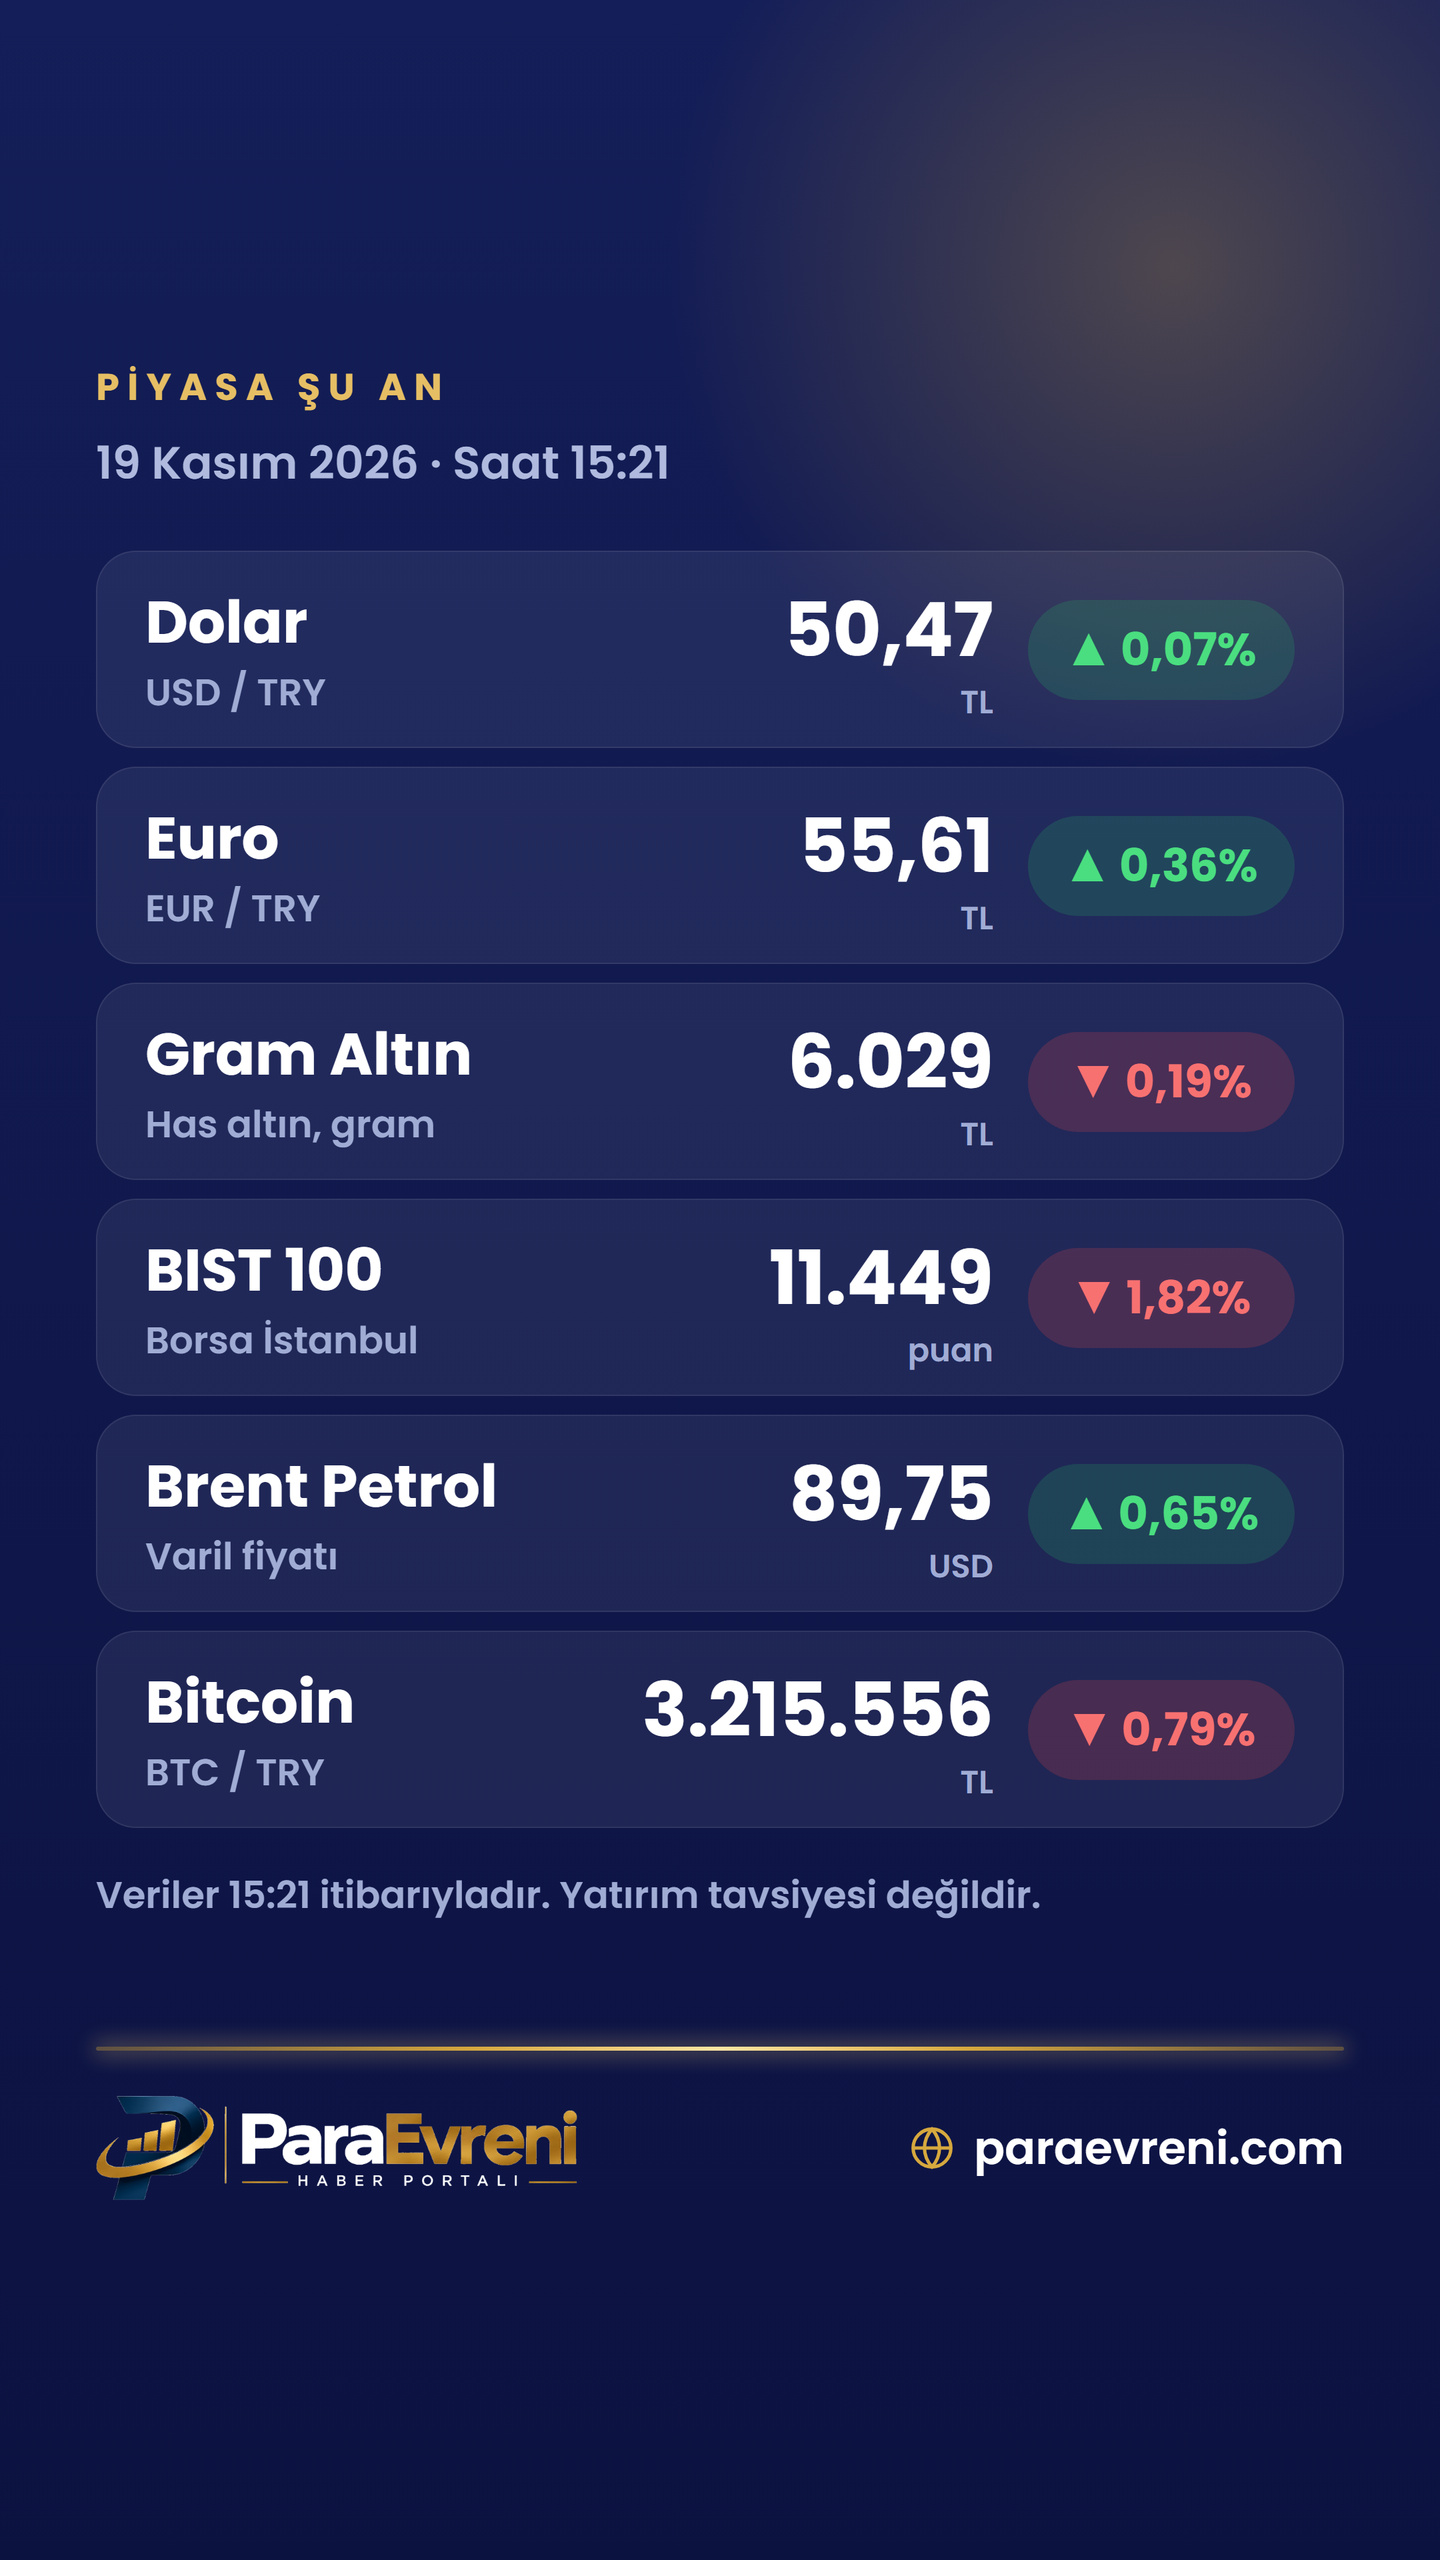 PİYASA ŞU AN
19 Kasım 2026 · Saat 15:21
Dolar
USD / TRY
50,47
TL
▲ 0,07%
Euro
EUR / TRY
55,61
TL
▲ 0,36%
Gram Altın
Has altın, gram
6.029
TL
▼ 0,19%
BIST 100
Borsa İstanbul
11.449
puan
▼ 1,82%
Brent Petrol
Varil fiyatı
89,75
USD
▲ 0,65%
Bitcoin
BTC / TRY
3.215.556
TL
▼ 0,79%
Veriler 15:21 itibarıyladır. Yatırım tavsiyesi değildir.
ParaEvreni
HABER PORTALI
paraevreni.com